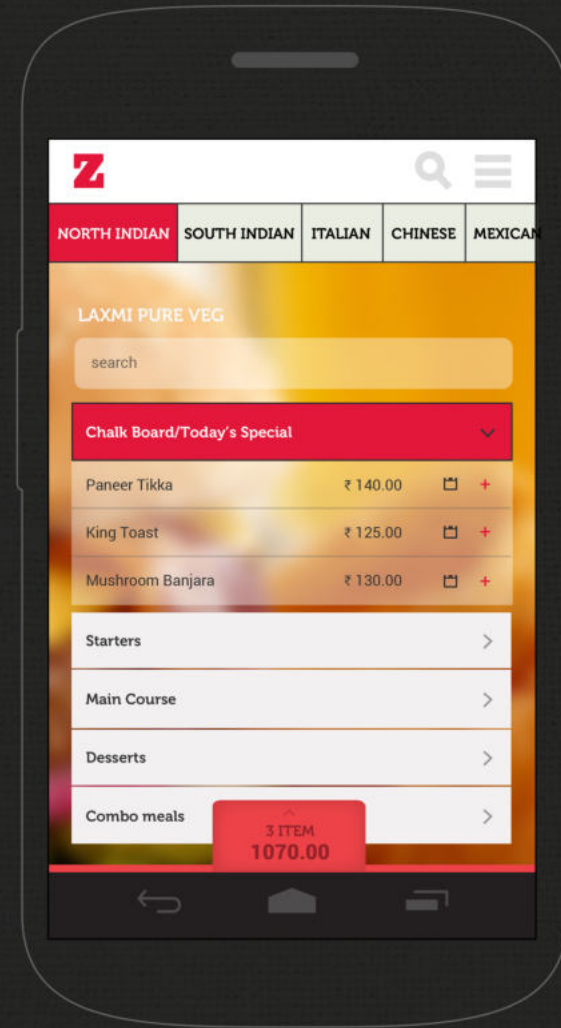 Z
NORTH INDIAN SOUTH INDIAN ITALIAN CHINESE MEXICAN
LAXMI PURE VEG
search
Chalk Board/Today's Special
Paneer Tikka ₹ 140.00 +
King Toast ₹ 125.00 +
Mushroom Banjara ₹ 130.00 +
Starters
Main Course
Desserts
Combo meals
3 ITEM
1070.00